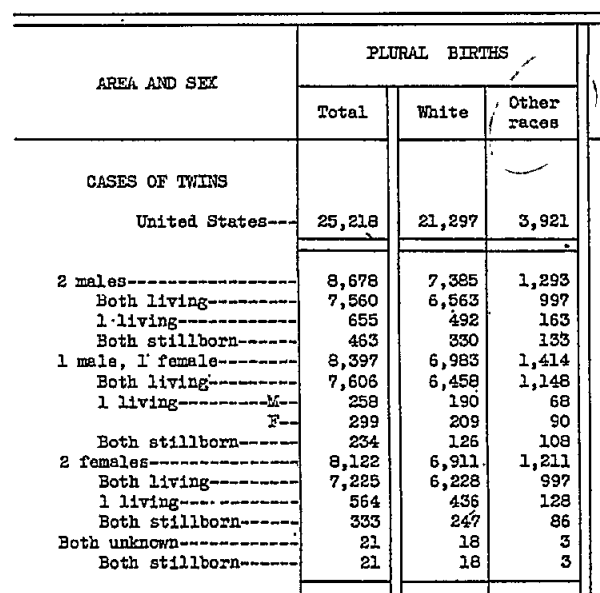 PLURAL BIRTHS
AREA AND SEX
Total White Other races
CASES OF TWINS
United States--- 25,218 21,297 3,921
2 males 8,678 7,385 1,293
Both living 7,560 6,563 997
1 living 655 492 163
Both stillborn 463 330 133
1 male, 1 female 8,397 6,983 1,414
Both living 7,606 6,458 1,148
1 living M-- 258 190 68
F-- 299 209 90
Both stillborn 234 126 108
2 females 8,122 6,911 1,211
Both living 7,225 6,228 997
1 living 564 436 128
Both stillborn 333 247 86
Both unknown 21 18 3
Both stillborn 21 18 3